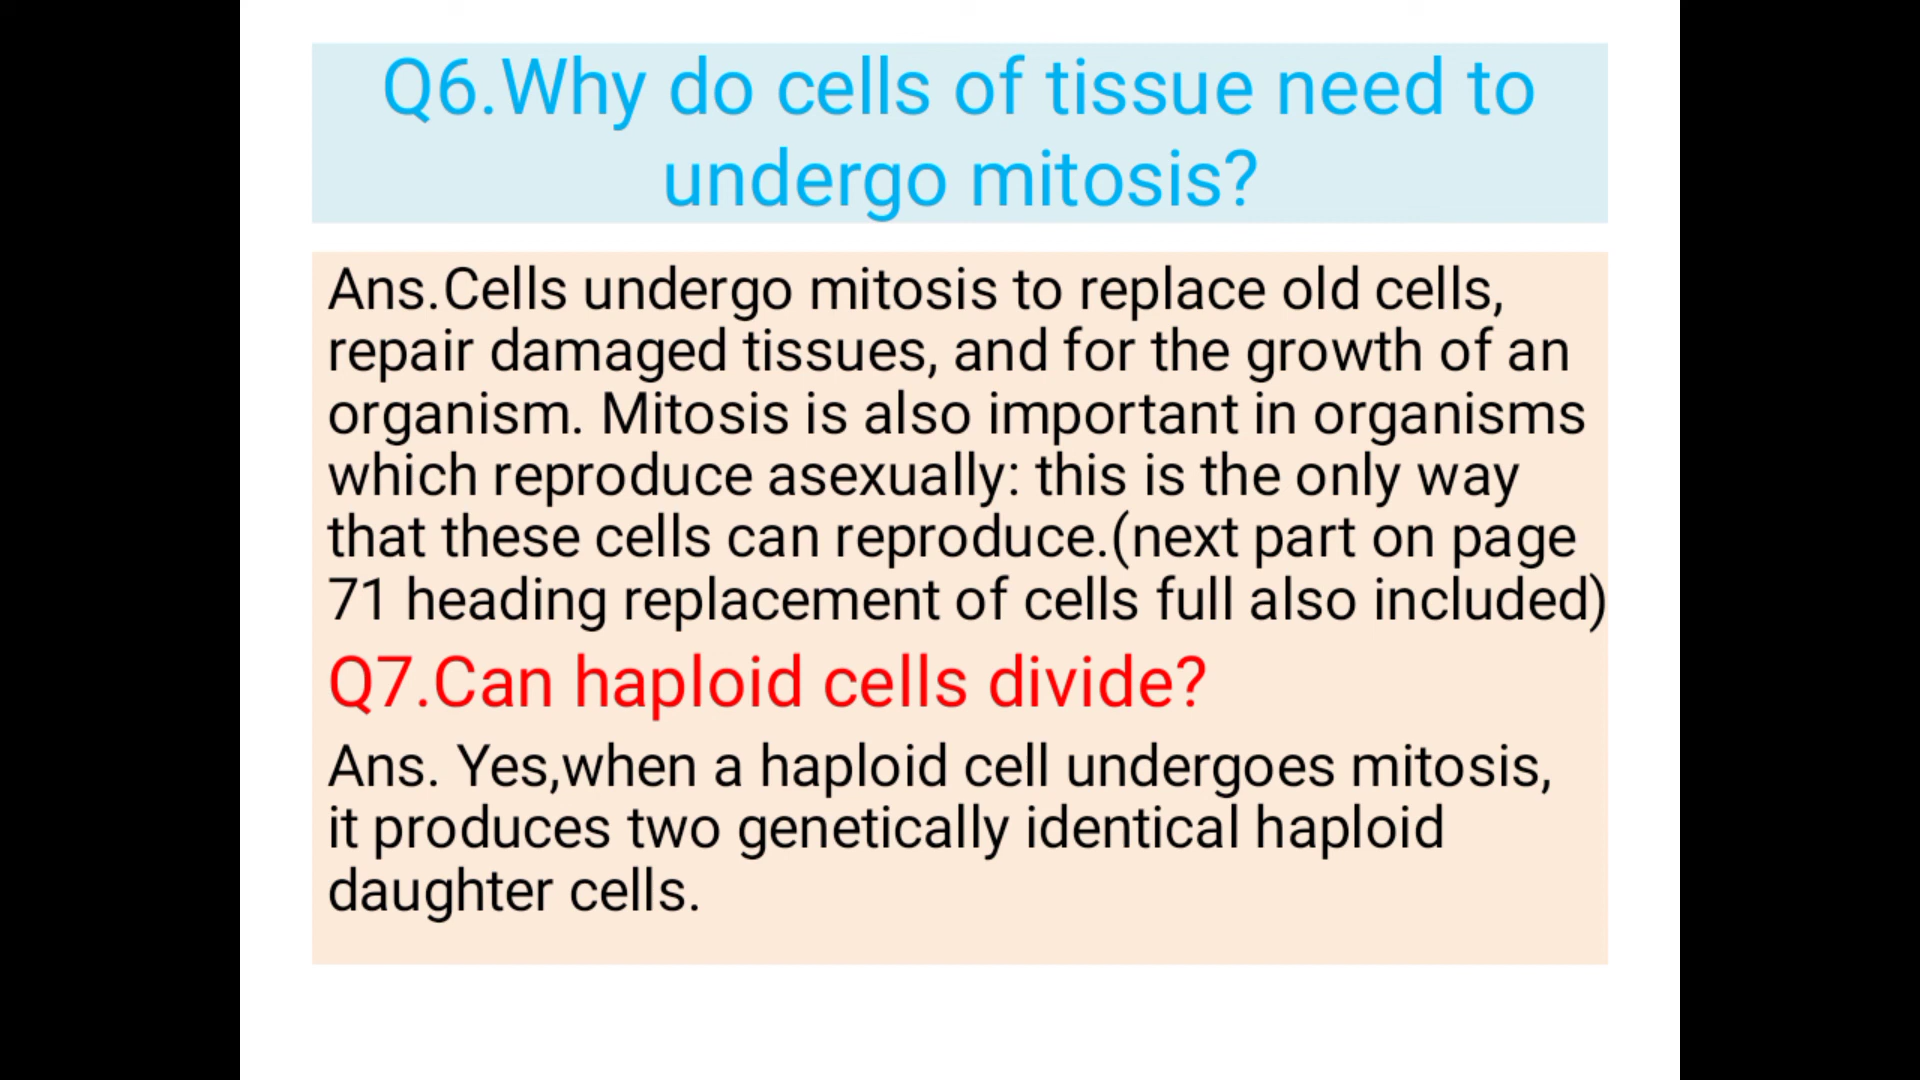 Q6.Why do cells of tissue need to
undergo mitosis?
Ans.Cells undergo mitosis to replace old cells,
repair damaged tissues, and for the growth of an
organism. Mitosis is also important in organisms
which reproduce asexually: this is the only way
that these cells can reproduce.(next part on page
71 heading replacement of cells full also included)
Q7.Can haploid cells divide?
Ans. Yes,when a haploid cell undergoes mitosis,
it produces two genetically identical haploid
daughter cells.